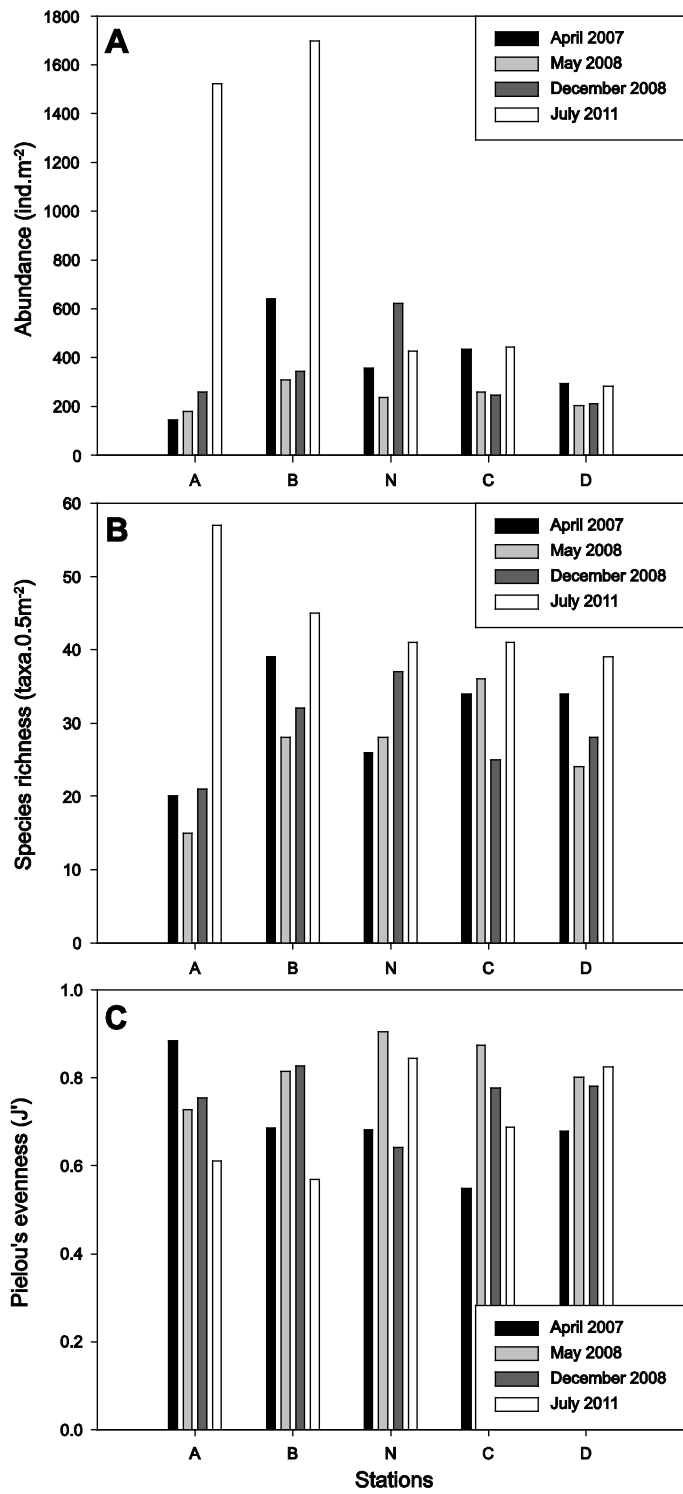 A
April 2007
May 2008
December 2008
July 2011
Abundance (ind.m⁻²)
1800
1600
1400
1200
1000
800
600
400
200
0
A B N C D
B
April 2007
May 2008
December 2008
July 2011
Species richness (taxa.0.5m⁻²)
60
50
40
30
20
10
0
A B N C D
C
Pielou's evenness (J')
1.0
0.8
0.6
0.4
0.2
0.0
April 2007
May 2008
December 2008
July 2011
A B N C D
Stations